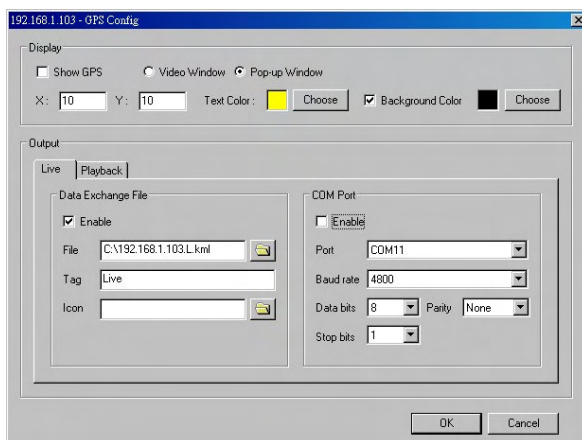 192.168.1.103 - GPS Config
Display
Show GPS Video Window Pop-up Window
X: 10 Y: 10 Text Color: Choose Background Color Choose
Output
Live Playback
Data Exchange File
Enable
File C:\192.168.1.103.L.kml
Tag Live
Icon
COM Port
Enable
Port COM11
Baud rate 4800
Data bits 8 Parity None
Stop bits 1
OK Cancel